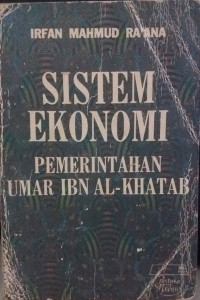 IRFAN MAHMUD RA'ANA
SISTEM
EKONOMI
PEMERINTAHAN
UMAR IBN AL-KHATAB